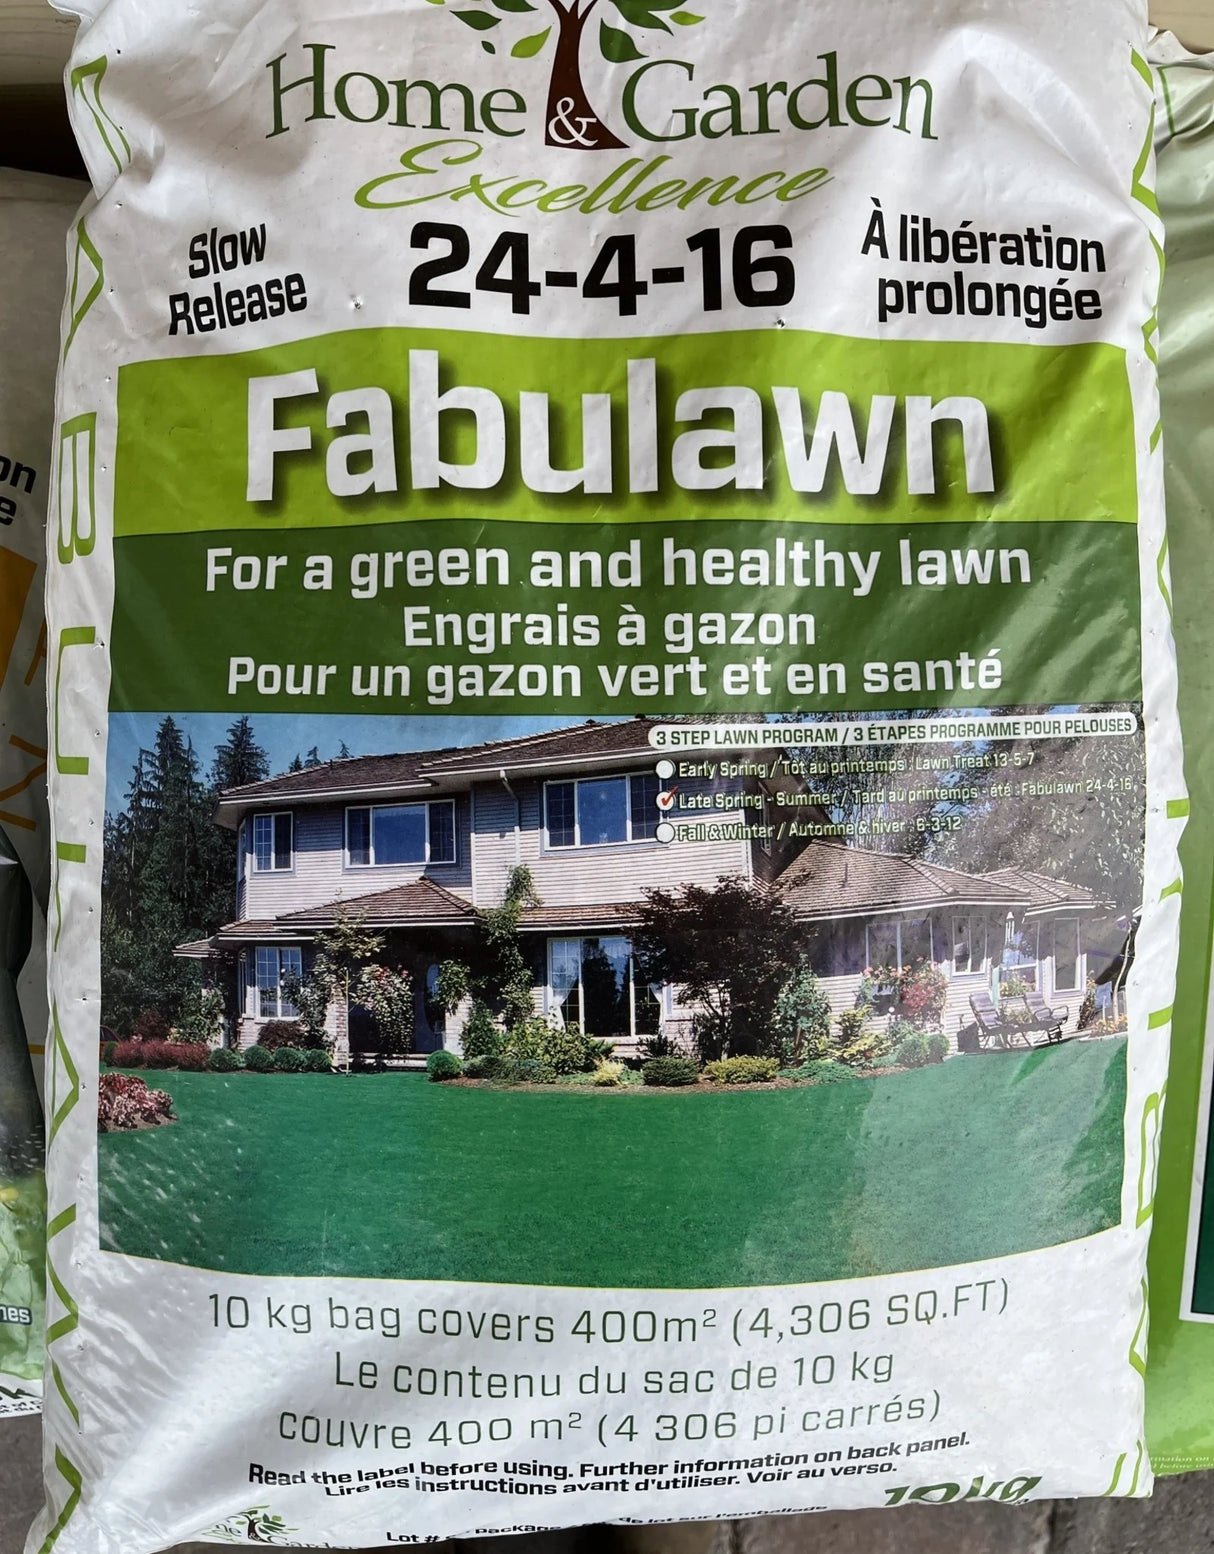 Home & Garden
Excellence
Slow
Release
24-4-16
À libération
prolongée
Fabulawn
For a green and healthy lawn
Engrais à gazon
Pour un gazon vert et en santé
3 STEP LAWN PROGRAM / 3 ÉTAPES PROGRAMME POUR PELOUSES
Early Spring / Tôt au printemps : Lawn Treat 13-5-7
Late Spring - Summer / Tard au printemps - été : Fabulawn 24-4-16
Fall & Winter / Automne & hiver : 6-3-12
10 kg bag covers 400m² (4,306 SQ.FT)
Le contenu du sac de 10 kg
couvre 400 m² (4 306 pi carrés)
Read the label before using. Further information on back panel.
Lire les instructions avant d'utiliser. Voir au verso.
10 kg
Lot #